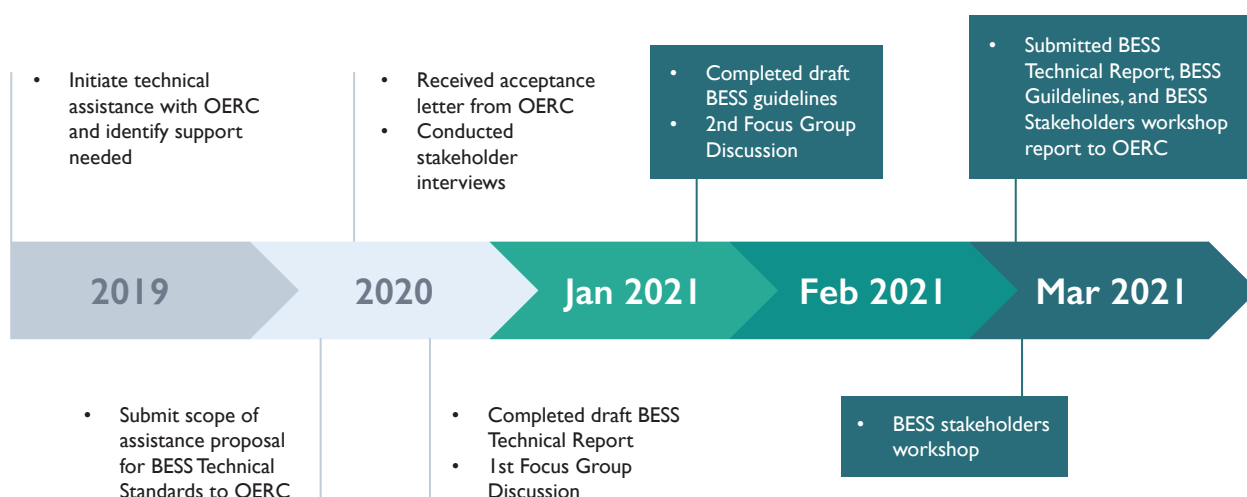 • Initiate technical
assistance with OERC
and identify support
needed
• Received acceptance
letter from OERC
• Conducted
stakeholder
interviews
• Completed draft
BESS guidelines
• 2nd Focus Group
Discussion
• Submitted BESS
Technical Report, BESS
Guildelines, and BESS
Stakeholders workshop
report to OERC
2019
2020
Jan 2021
Feb 2021
Mar 2021
• Submit scope of
assistance proposal
for BESS Technical
Standards to OERC
• Completed draft BESS
Technical Report
• 1st Focus Group
Discussion
• BESS stakeholders
workshop